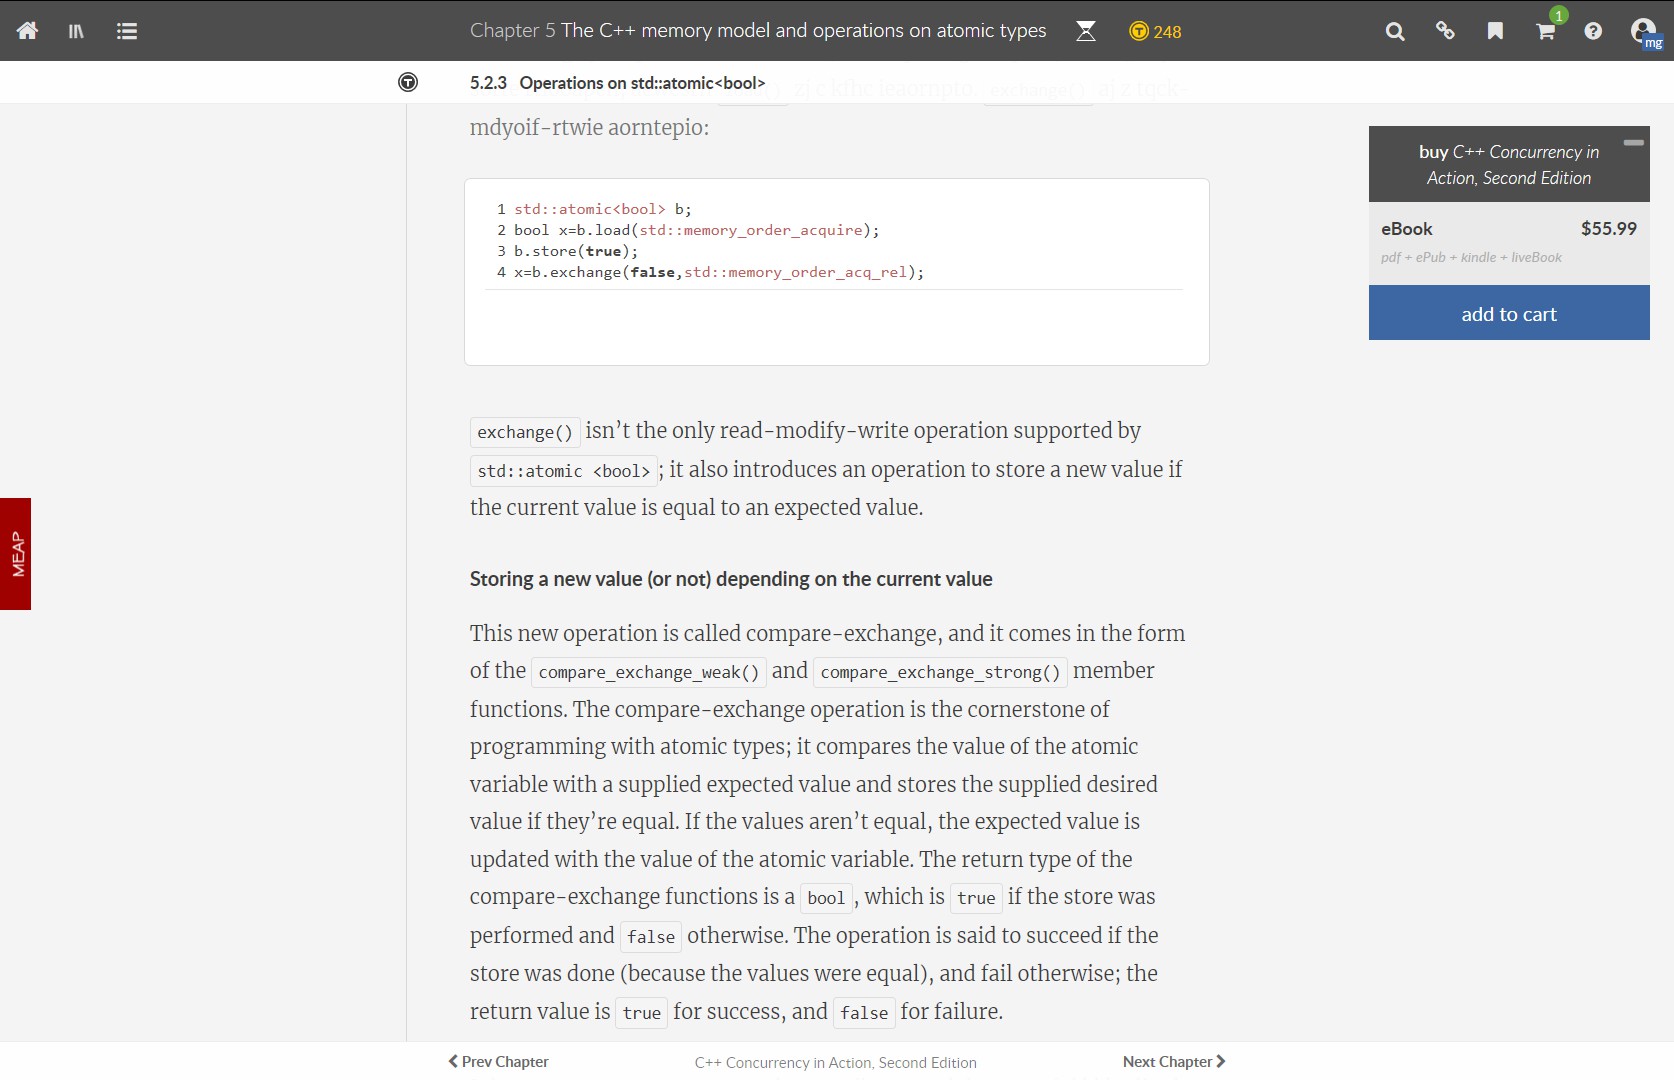 Chapter 5 The C++ memory model and operations on atomic types
248
1
mg
5.2.3 Operations on std::atomic<bool>
mdyoif-rtwie aorntepio:
1 std::atomic<bool> b;
2 bool x=b.load(std::memory_order_acquire);
3 b.store(true);
4 x=b.exchange(false,std::memory_order_acq_rel);
exchange() isn’t the only read-modify-write operation supported by
std::atomic <bool> ; it also introduces an operation to store a new value if
the current value is equal to an expected value.
Storing a new value (or not) depending on the current value
This new operation is called compare-exchange, and it comes in the form
of the compare_exchange_weak() and compare_exchange_strong() member
functions. The compare-exchange operation is the cornerstone of
programming with atomic types; it compares the value of the atomic
variable with a supplied expected value and stores the supplied desired
value if they’re equal. If the values aren’t equal, the expected value is
updated with the value of the atomic variable. The return type of the
compare-exchange functions is a bool , which is true if the store was
performed and false otherwise. The operation is said to succeed if the
store was done (because the values were equal), and fail otherwise; the
return value is true for success, and false for failure.
buy C++ Concurrency in
Action, Second Edition
eBook $55.99
pdf + ePub + kindle + liveBook
add to cart
MEAP
Prev Chapter
C++ Concurrency in Action, Second Edition
Next Chapter